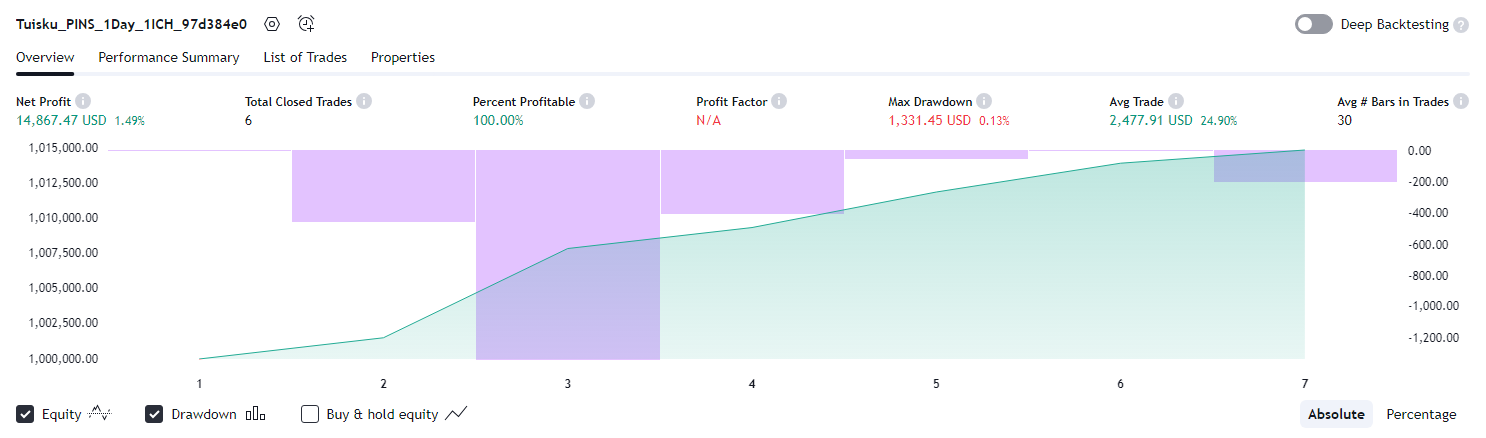 Tuisku_PINS_1Day_1ICH_97d384e0 Deep Backtesting ?
Overview Performance Summary List of Trades Properties
Net Profit Total Closed Trades Percent Profitable Profit Factor Max Drawdown Avg Trade Avg # Bars in Trades
14,867.47 USD 1.49% 6 100.00% N/A 1,331.45 USD 0.13% 2,477.91 USD 24.90% 30
1,015,000.00 0.00
1,012,500.00 -200.00
1,010,000.00 -400.00
1,007,500.00 -600.00
1,005,000.00 -800.00
1,002,500.00 -1,000.00
1,000,000.00 -1,200.00
1 2 3 4 5 6 7
Equity Drawdown Buy & hold equity Absolute Percentage